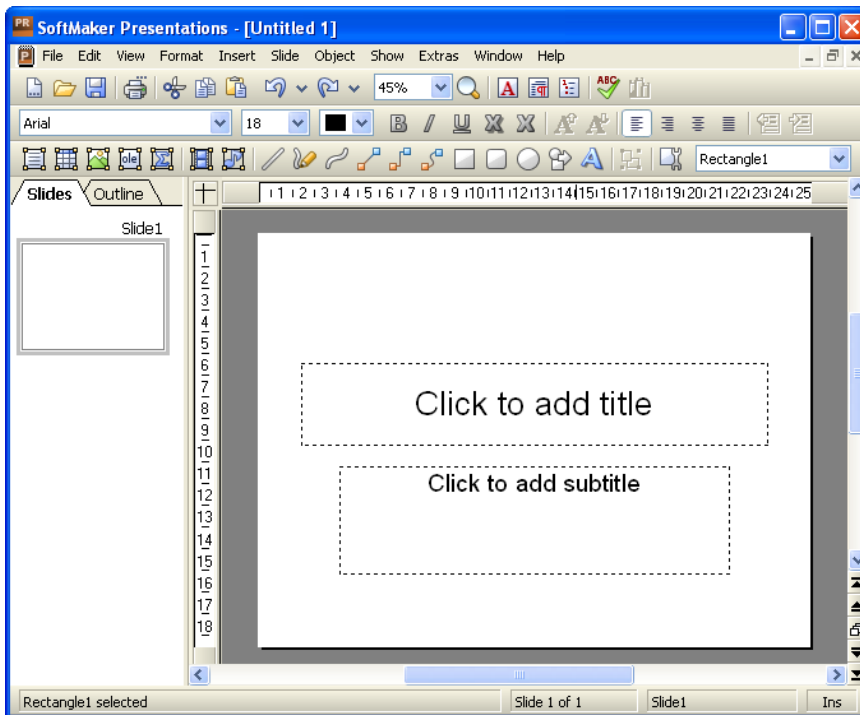 PR SoftMaker Presentations - [Untitled 1]
File Edit View Format Insert Slide Object Show Extras Window Help
45% A ABC
Arial 18 B I U X X A A
ole Σ A Rectangle1
Slides Outline 1 2 3 4 5 6 7 8 9 10 11 12 13 14 15 16 17 18 19 20 21 22 23 24 25
Slide1
1
2
3
4
5
6
7
8
9
10
11
12
13
14
15
16
17
18
Click to add title
Click to add subtitle
Rectangle1 selected Slide 1 of 1 Slide1 Ins